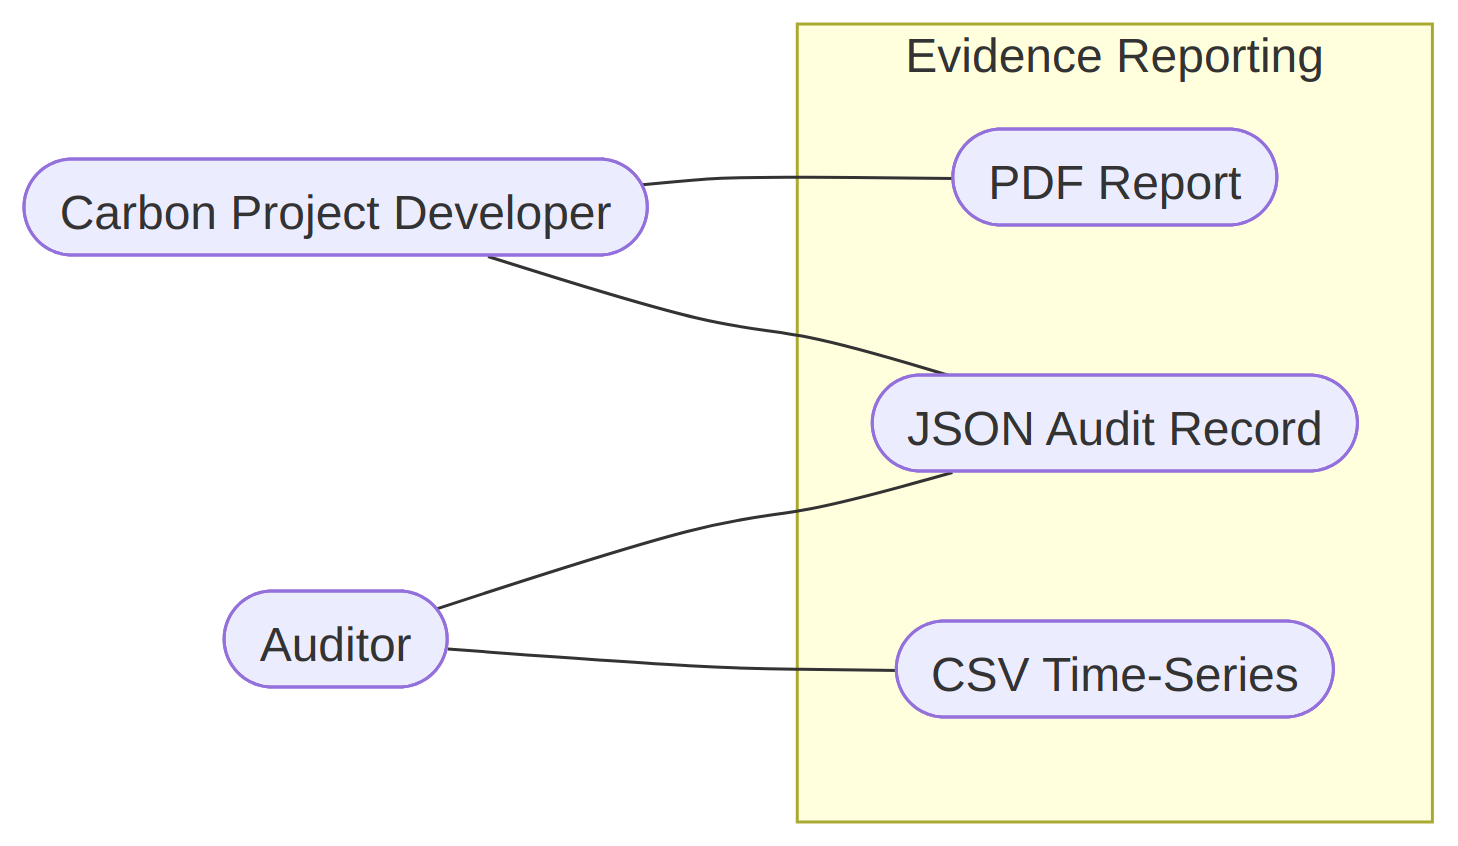 Evidence Reporting
PDF Report
Carbon Project Developer
JSON Audit Record
Auditor
CSV Time-Series